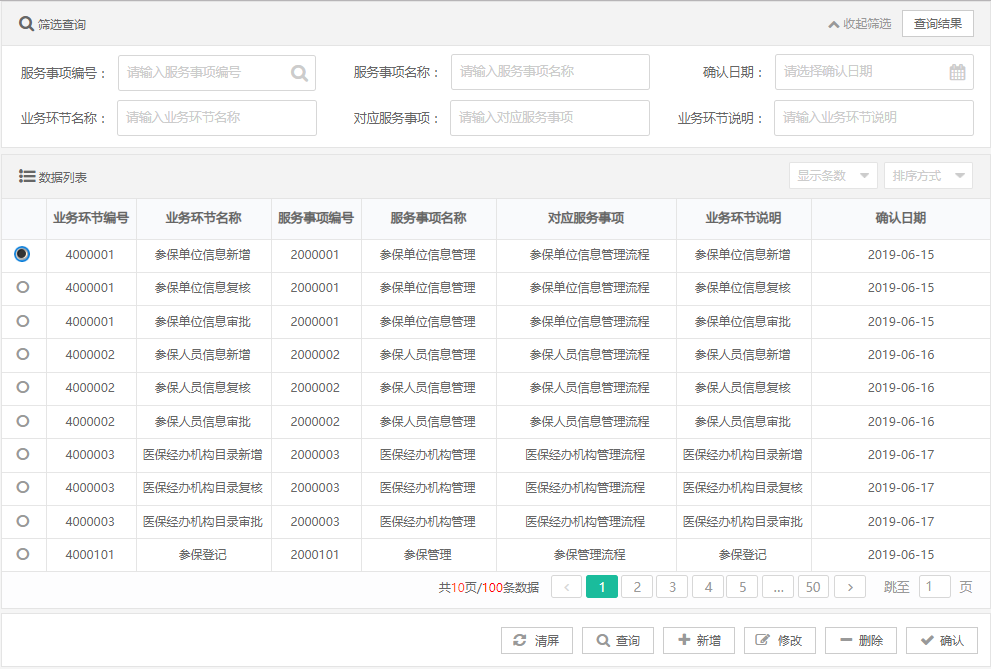 筛选查询 收起筛选 查询结果
服务事项编号： 请输入服务事项编号 服务事项名称： 请输入服务事项名称 确认日期： 请选择确认日期
业务环节名称： 请输入业务环节名称 对应服务事项： 请输入对应服务事项 业务环节说明： 请输入业务环节说明
数据列表 显示条数 排序方式
业务环节编号 业务环节名称 服务事项编号 服务事项名称 对应服务事项 业务环节说明 确认日期
4000001 参保单位信息新增 2000001 参保单位信息管理 参保单位信息管理流程 参保单位信息新增 2019-06-15
4000001 参保单位信息复核 2000001 参保单位信息管理 参保单位信息管理流程 参保单位信息复核 2019-06-15
4000001 参保单位信息审批 2000001 参保单位信息管理 参保单位信息管理流程 参保单位信息审批 2019-06-15
4000002 参保人员信息新增 2000002 参保人员信息管理 参保人员信息管理流程 参保人员信息新增 2019-06-16
4000002 参保人员信息复核 2000002 参保人员信息管理 参保人员信息管理流程 参保人员信息复核 2019-06-16
4000002 参保人员信息审批 2000002 参保人员信息管理 参保人员信息管理流程 参保人员信息审批 2019-06-16
4000003 医保经办机构目录新增 2000003 医保经办机构管理 医保经办机构管理流程 医保经办机构目录新增 2019-06-17
4000003 医保经办机构目录复核 2000003 医保经办机构管理 医保经办机构管理流程 医保经办机构目录复核 2019-06-17
4000003 医保经办机构目录审批 2000003 医保经办机构管理 医保经办机构管理流程 医保经办机构目录审批 2019-06-17
4000101 参保登记 2000101 参保管理 参保管理流程 参保登记 2019-06-15
共10页/100条数据 < 1 2 3 4 5 ... 50 > 跳至 1 页
清屏 查询 新增 修改 删除 确认